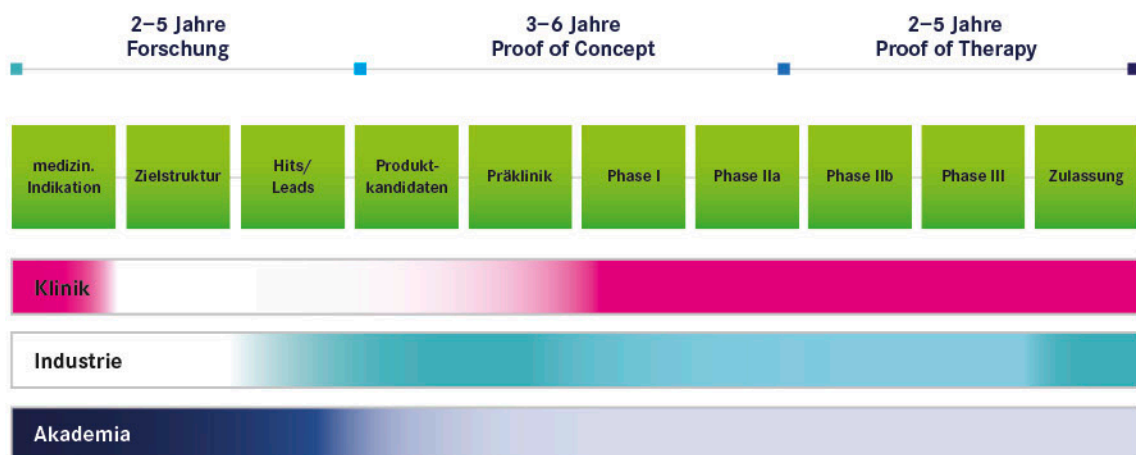 2–5 Jahre
Forschung
3–6 Jahre
Proof of Concept
2–5 Jahre
Proof of Therapy
medizin.
Indikation
Zielstruktur
Hits/
Leads
Produkt-
kandidaten
Präklinik
Phase I
Phase IIa
Phase IIb
Phase III
Zulassung
Klinik
Industrie
Akademia